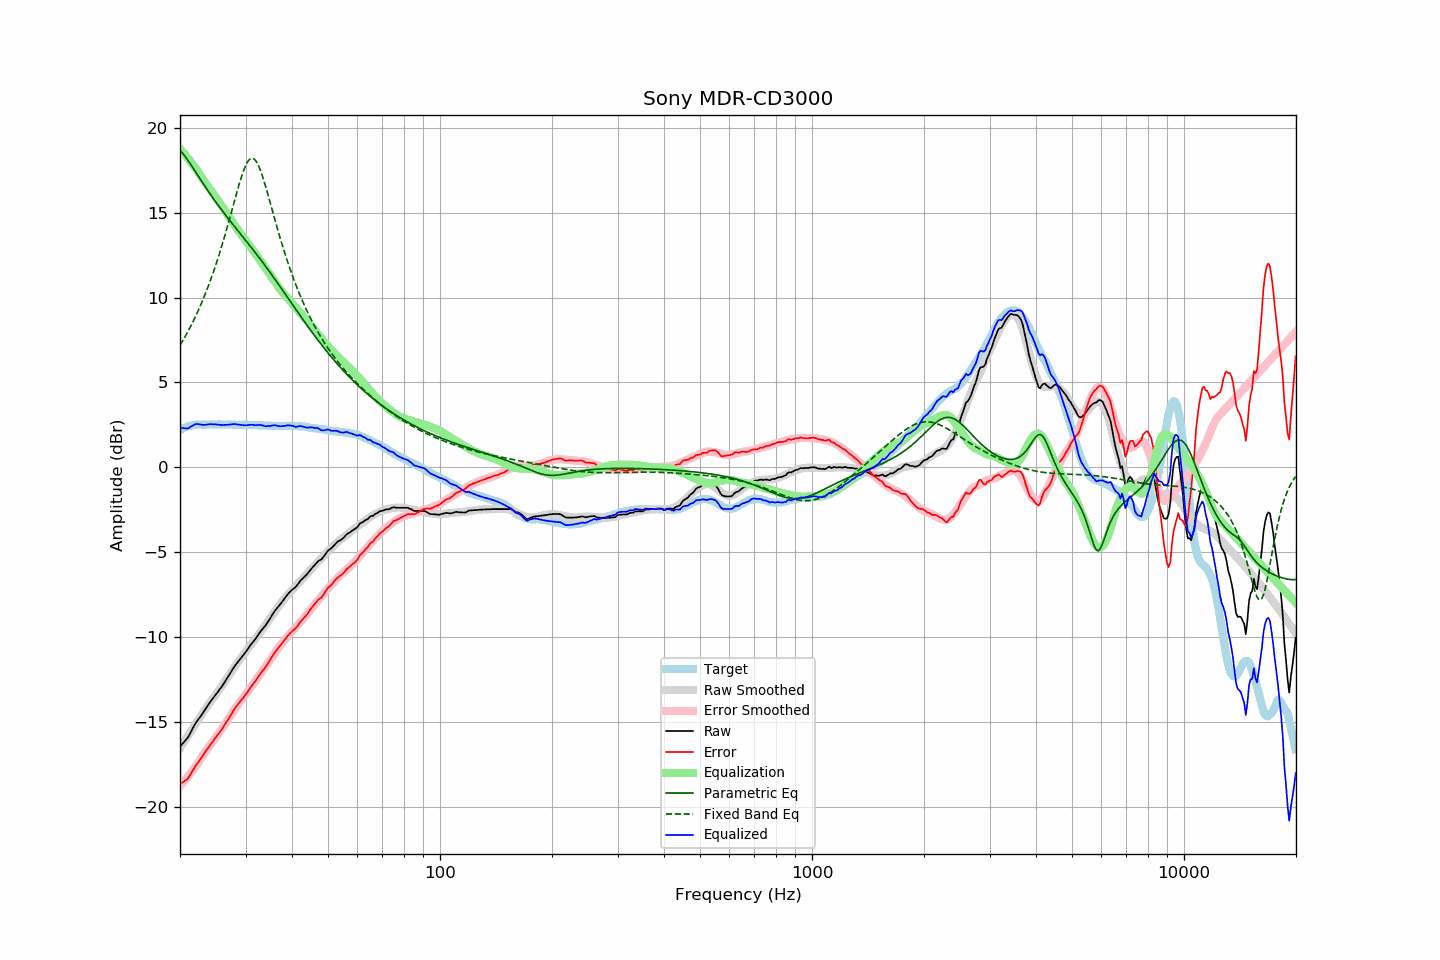 Sony MDR-CD3000
20
15
10
5
0
−5
−10
−15
−20
Amplitude (dBr)
100
1000
10000
Frequency (Hz)
Target
Raw Smoothed
Error Smoothed
Raw
Error
Equalization
Parametric Eq
Fixed Band Eq
Equalized